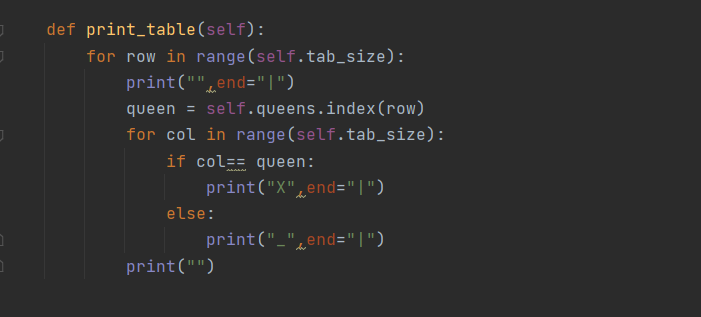 def print_table(self):
    for row in range(self.tab_size):
        print("",end="|")
        queen = self.queens.index(row)
        for col in range(self.tab_size):
            if col== queen:
                print("X",end="|")
            else:
                print("_",end="|")
        print("")